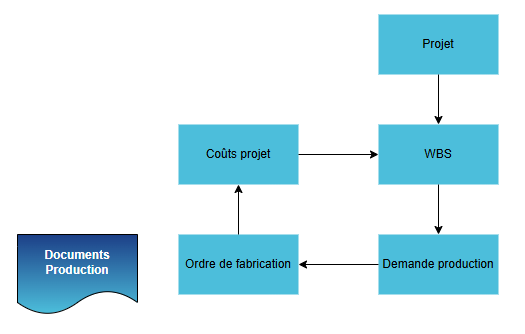 Projet
Coûts projet
WBS
Documents
Production
Ordre de fabrication
Demande production